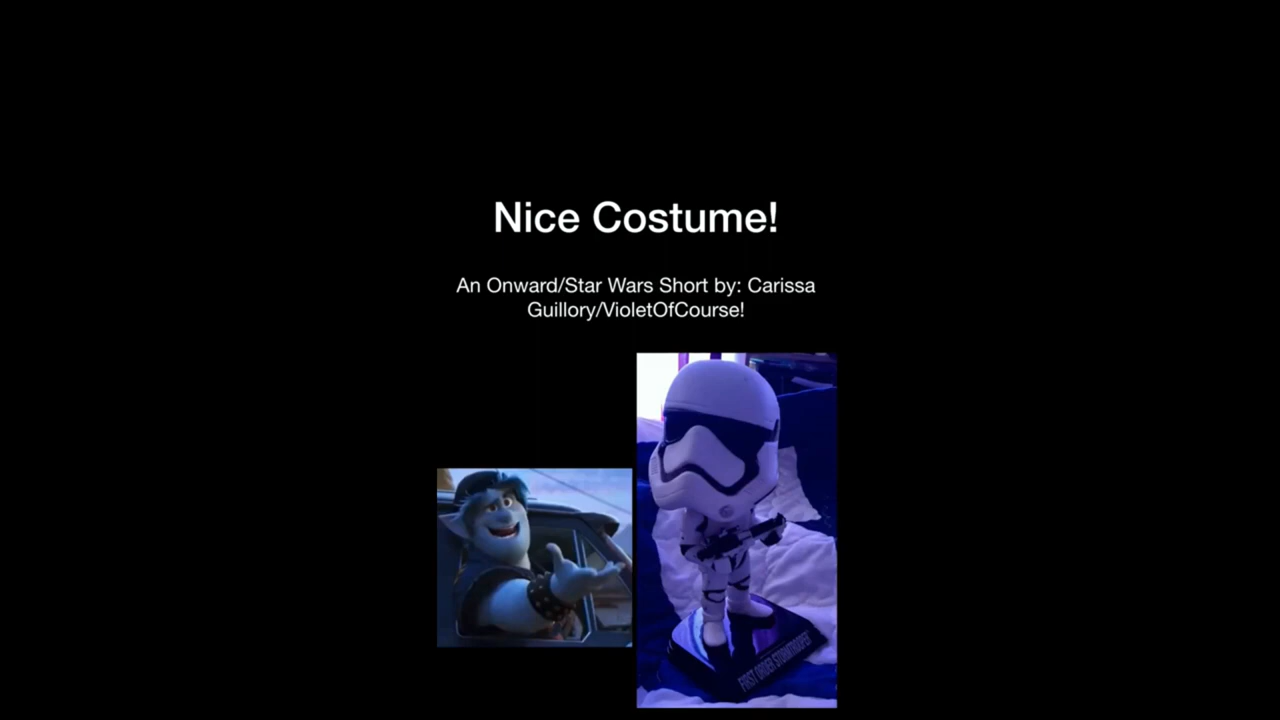 Nice Costume!
An Onward/Star Wars Short by: Carissa
Guillory/VioletOfCourse!
FIRST ORDER STORMTROOPER